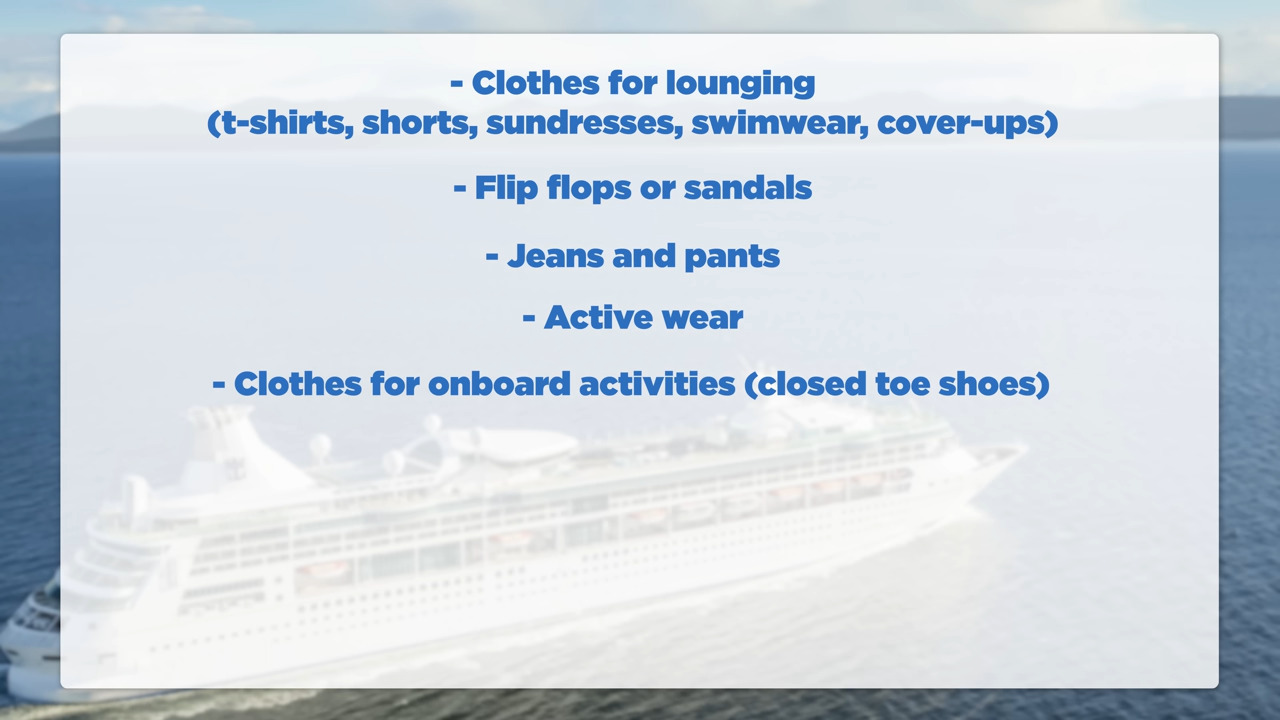 - Clothes for lounging
(t-shirts, shorts, sundresses, swimwear, cover-ups)
- Flip flops or sandals
- Jeans and pants
- Active wear
- Clothes for onboard activities (closed toe shoes)